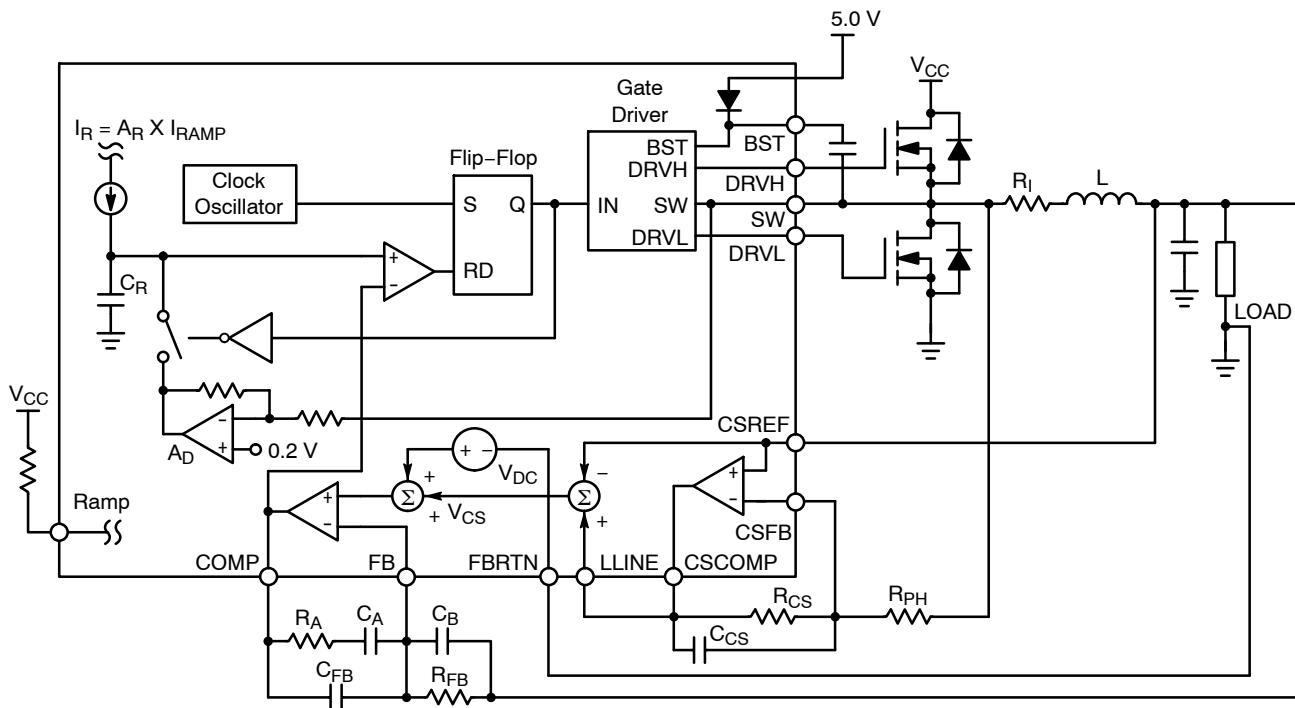 5.0 V
V_CC
Gate
Driver
I_R = A_R X I_RAMP
BST
BST
DRVH
DRVH
Flip–Flop
Clock
Oscillator
S
Q
IN
SW
SW
R_I
L
DRVL
DRVL
RD
+
–
C_R
LOAD
V_CC
–
+
A_D
0.2 V
CSREF
+ –
V_DC
+
–
+
–
Σ
+
V_CS
Σ
+
+
–
CSFB
Ramp
COMP
FB
FBRTN
LLINE
CSCOMP
R_A
C_A
C_B
R_CS
R_PH
C_CS
C_FB
R_FB